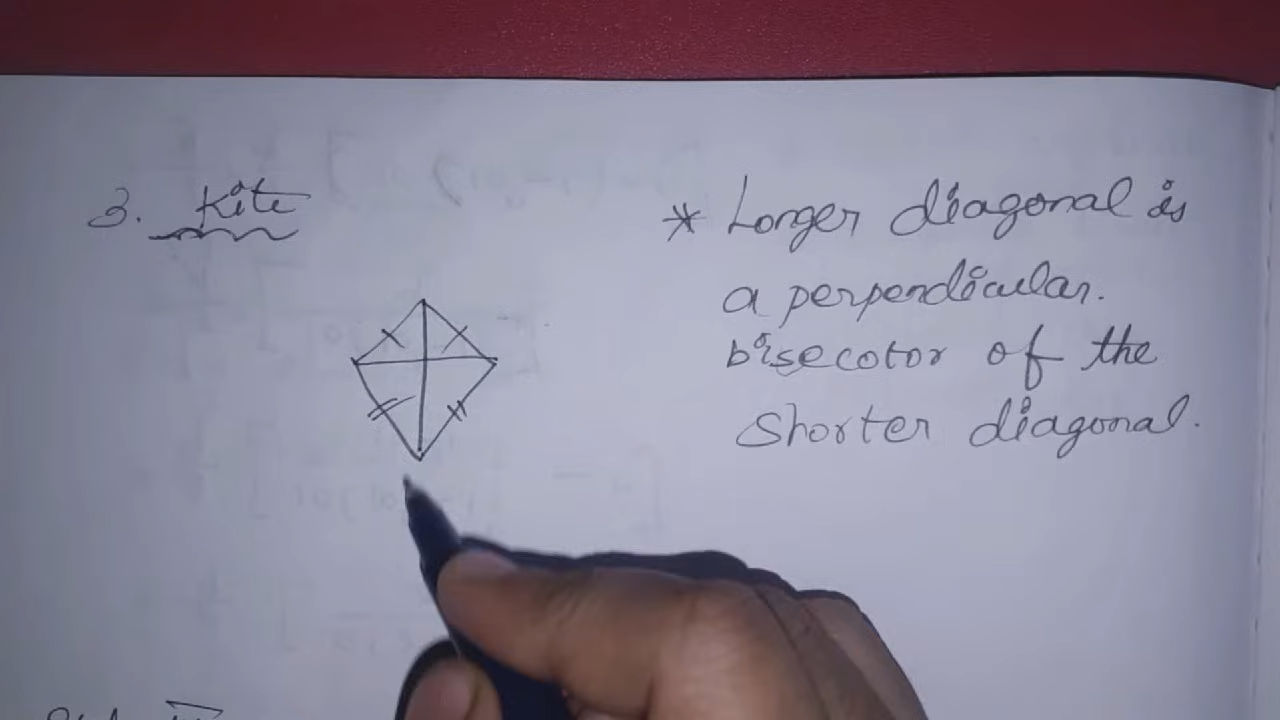 3. Kite
* Longer diagonal is
a perpendicular.
bisecotor of the
shorter diagonal.